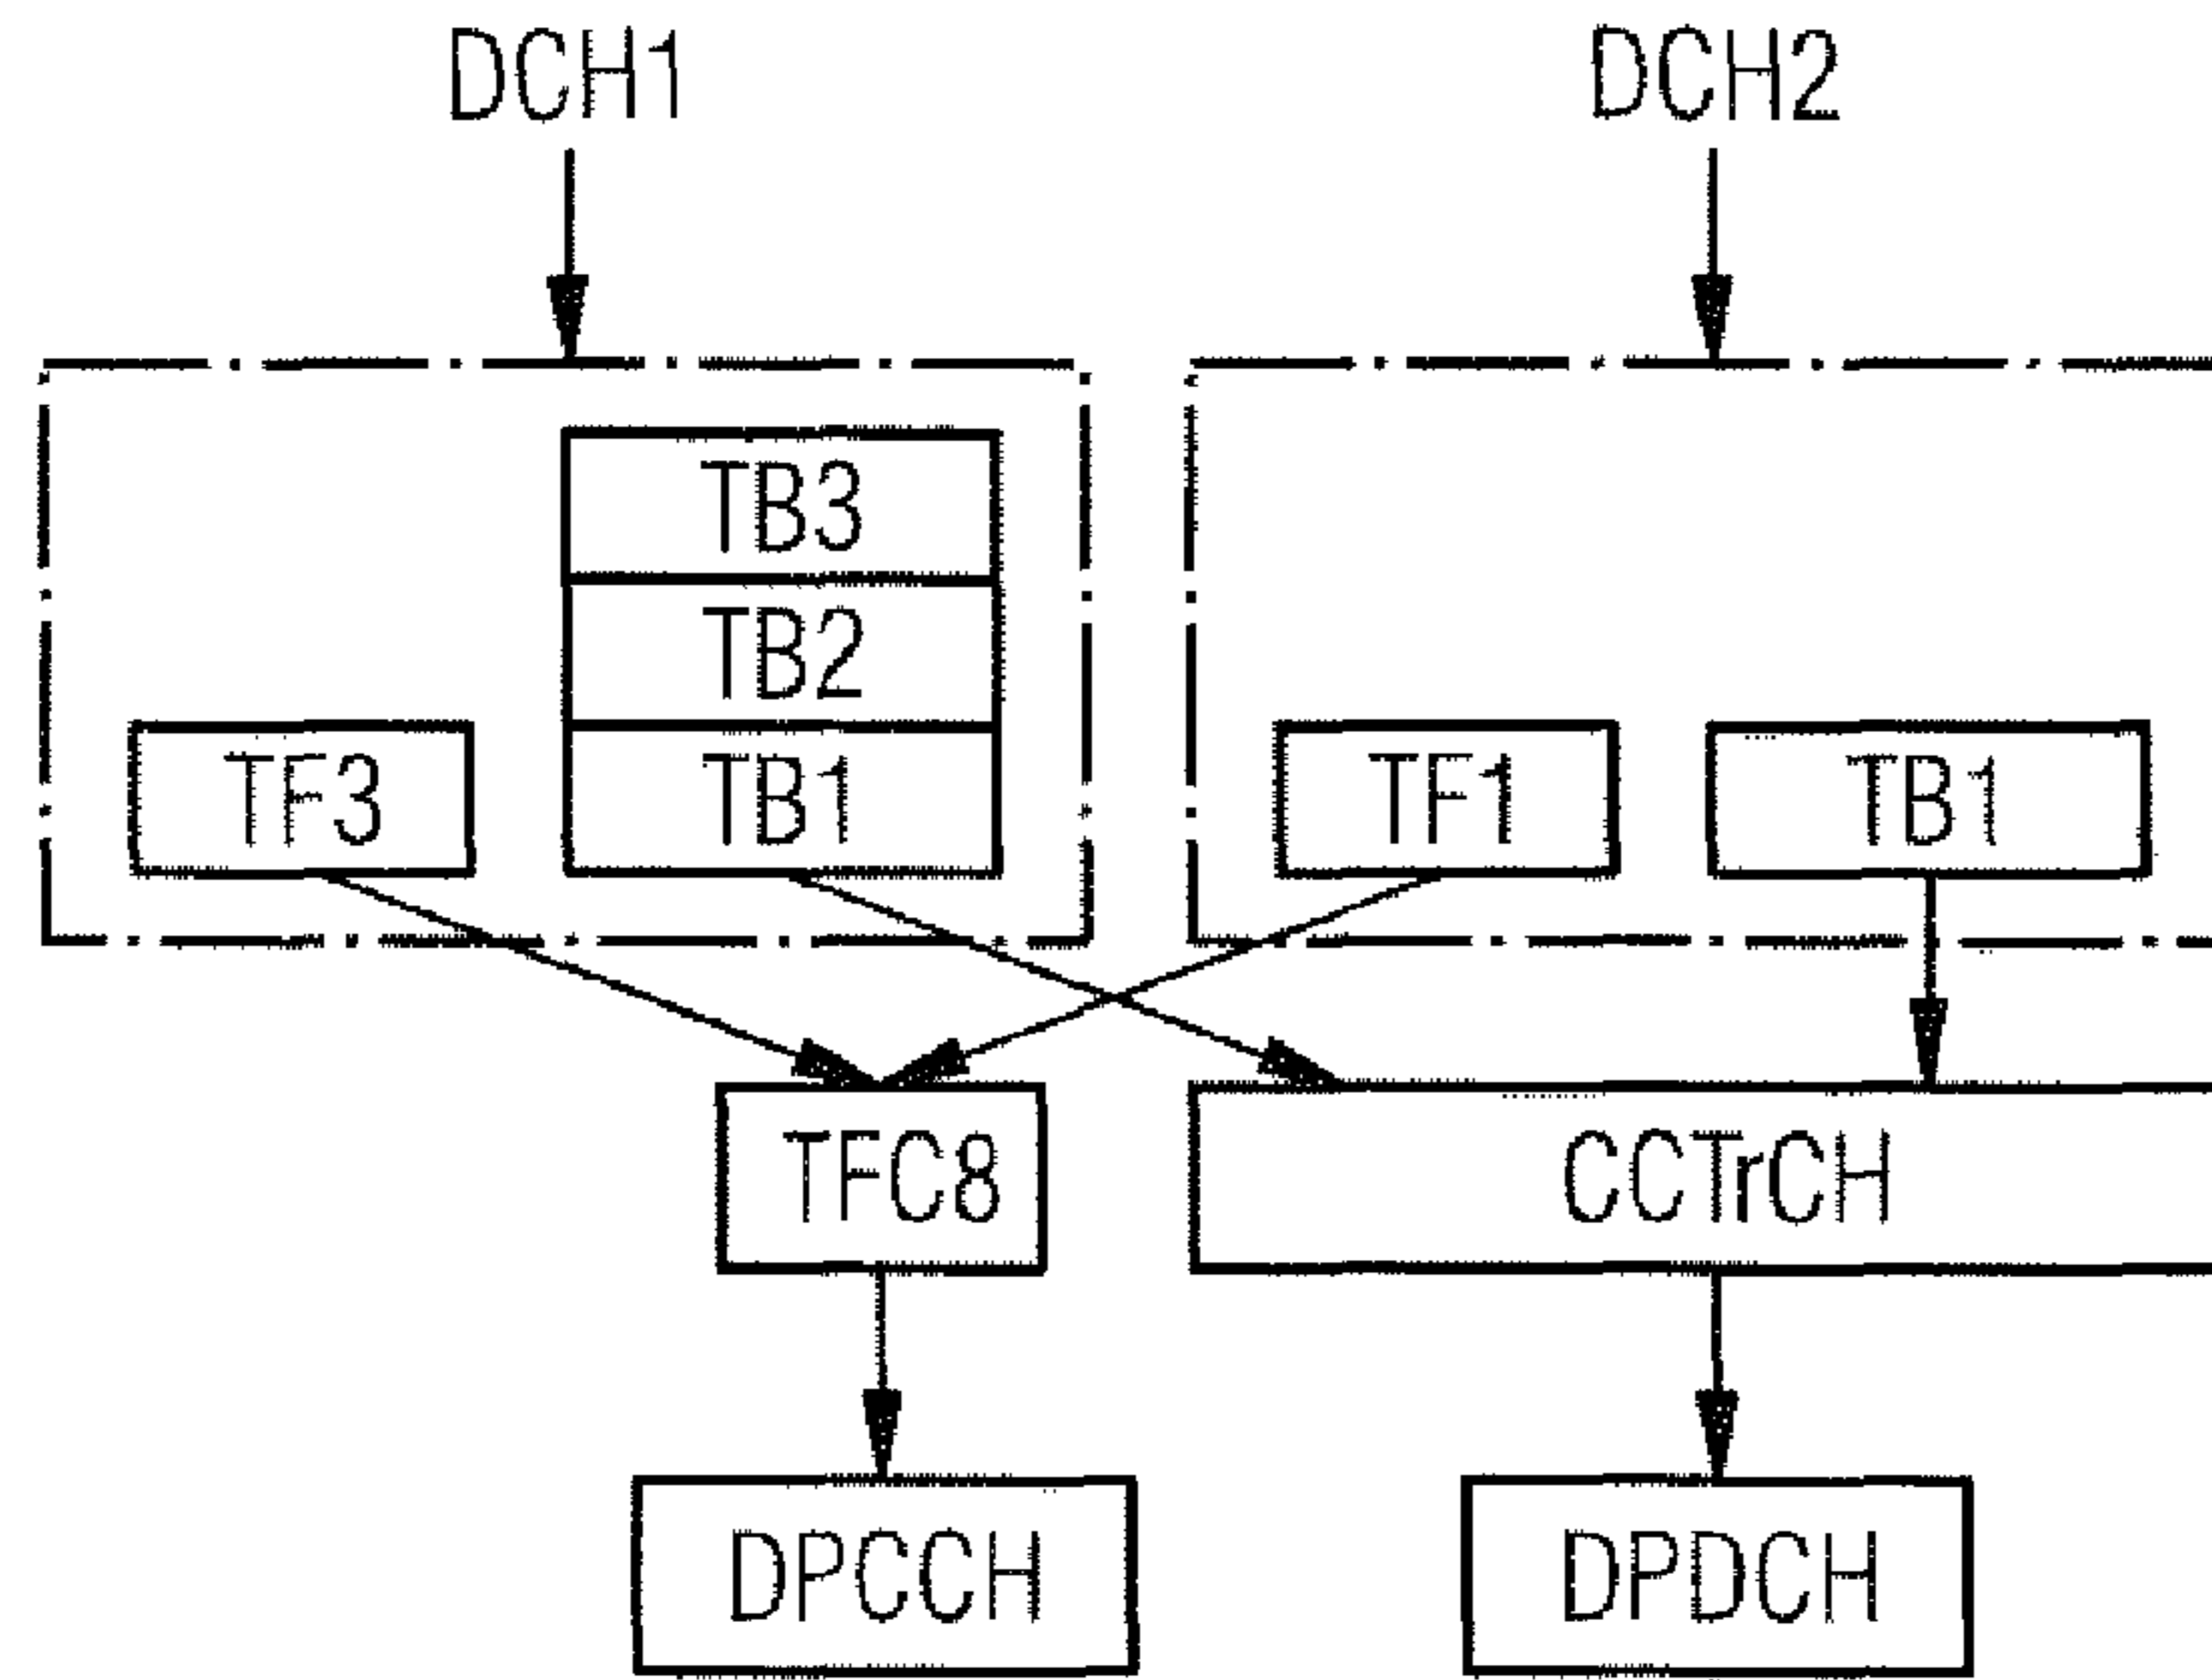 DCH1
DCH2
TB3
TB2
TF3
TB1
TF1
TB1
TFC8
CCTrCH
DPCCH
DPDCH